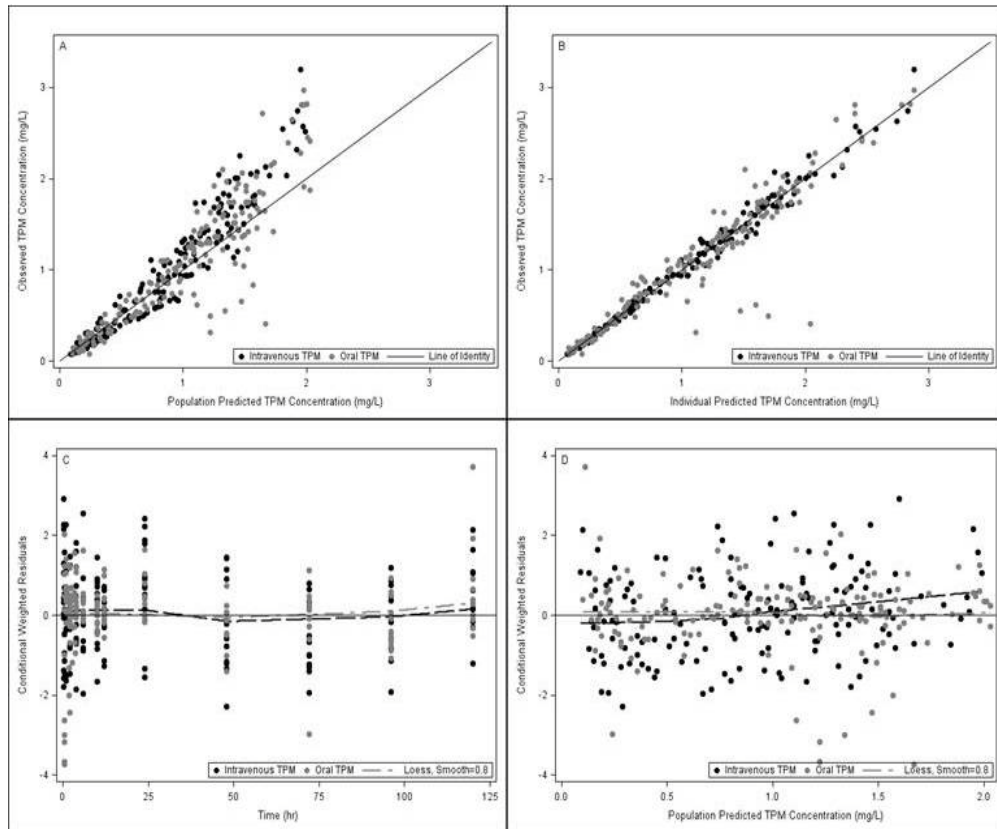 A
Observed TPM Concentration (mg/L)
3
2
1
0
Intravenous TPM Oral TPM Line of Identity
0 1 2 3
Population Predicted TPM Concentration (mg/L)
B
Observed TPM Concentration (mg/L)
3
2
1
0
Intravenous TPM Oral TPM Line of Identity
0 1 2 3
Individual Predicted TPM Concentration (mg/L)
C
Conditional Weighted Residuals
4
2
0
-2
-4
Intravenous TPM Oral TPM Loess, Smooth=0.8
0 25 50 75 100 125
Time (hr)
D
Conditional Weighted Residuals
4
2
0
-2
-4
Intravenous TPM Oral TPM Loess, Smooth=0.8
0.0 0.5 1.0 1.5 2.0
Population Predicted TPM Concentration (mg/L)